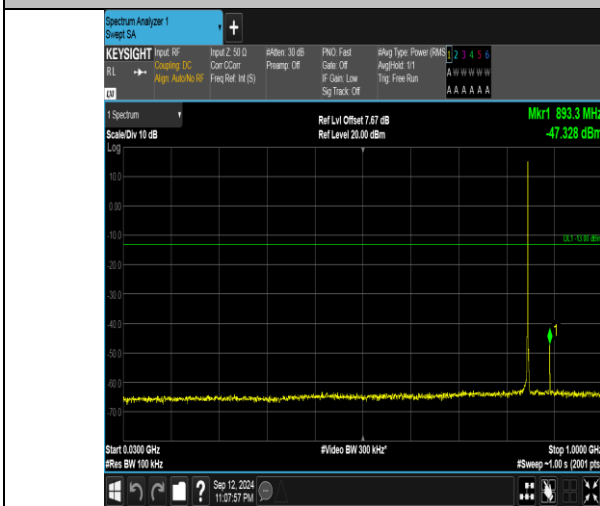 Spectrum Analyzer 1
Swept SA
KEYSIGHT Input: RF Input Z: 50 Ω #Atten: 30 dB PNO: Fast #Avg Type: Power (RMS 1 2 3 4 5 6
RL Coupling: DC Corr CCorr Preamp: Off Gate: Off Avg|Hold: 1/1 A W W W W W
Align: Auto/No RF Freq Ref: Int (S) IF Gain: Low Trig: Free Run
LXI Sig Track: Off A A A A A A
1 Spectrum Ref Lvl Offset 7.67 dB Mkr1 893.3 MHz
Scale/Div 10 dB Ref Level 20.00 dBm -47.328 dBm
Log
10.0
0.00
-10.0
DL1 -13.00 dBm
-20.0
-30.0
-40.0
1
-50.0
-60.0
-70.0
Start 0.0300 GHz #Video BW 300 kHz* Stop 1.0000 GHz
#Res BW 100 kHz #Sweep ~1.00 s (2001 pts
? Sep 12, 2024
11:07:57 PM